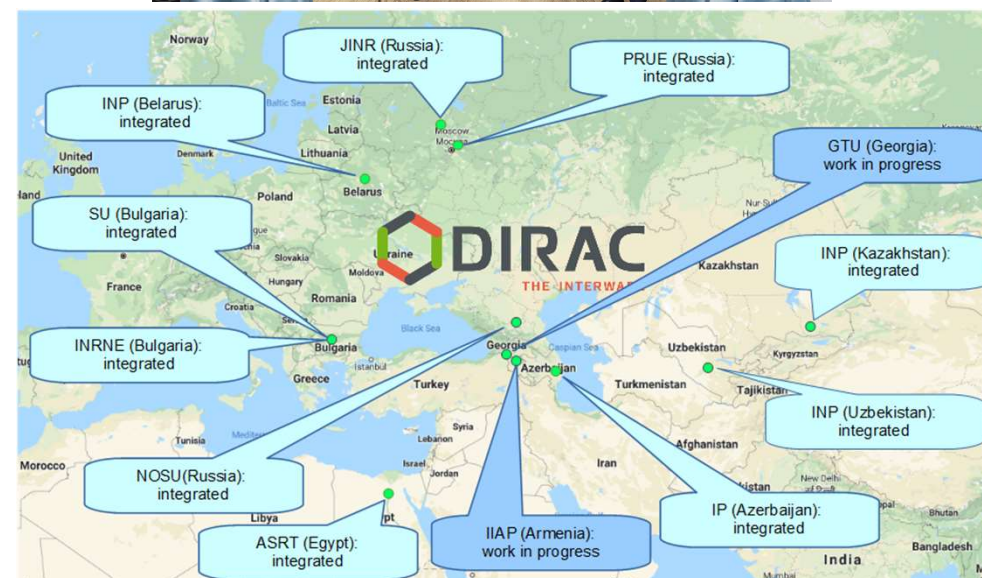 Norway
JINR (Russia):
integrated
PRUE (Russia):
integrated
INP (Belarus):
integrated
Baltic Sea
Estonia
Latvia
Lithuania
Moscow
United
Kingdom
Denmark
GTU (Georgia):
work in progress
Belarus
Poland
SU (Bulgaria):
integrated
DIRAC
THE INTERWA
Slovakia
Ukraine
Moldova
Hungary
France
Romania
Croatia
Kazakhstan
INP (Kazakhstan):
integrated
INRNE (Bulgaria):
integrated
Bulgaria
Black Sea
Georgia
Caspian Sea
Uzbekistan
Kyrgyzstan
Istanbul
Greece
Turkey
Azerbaijan
Turkmenistan
Tajikistan
INP (Uzbekistan):
integrated
Tunisia
Syria
Lebanon
Israel
Jordan
Iran
Afghanistan
Morocco
NOSU(Russia):
integrated
New Delhi
Libya
ASRT (Egypt):
integrated
IIAP (Armenia):
work in progress
IP (Azerbaijan):
integrated
Bhutan
Bangladesh
India
Mumbai